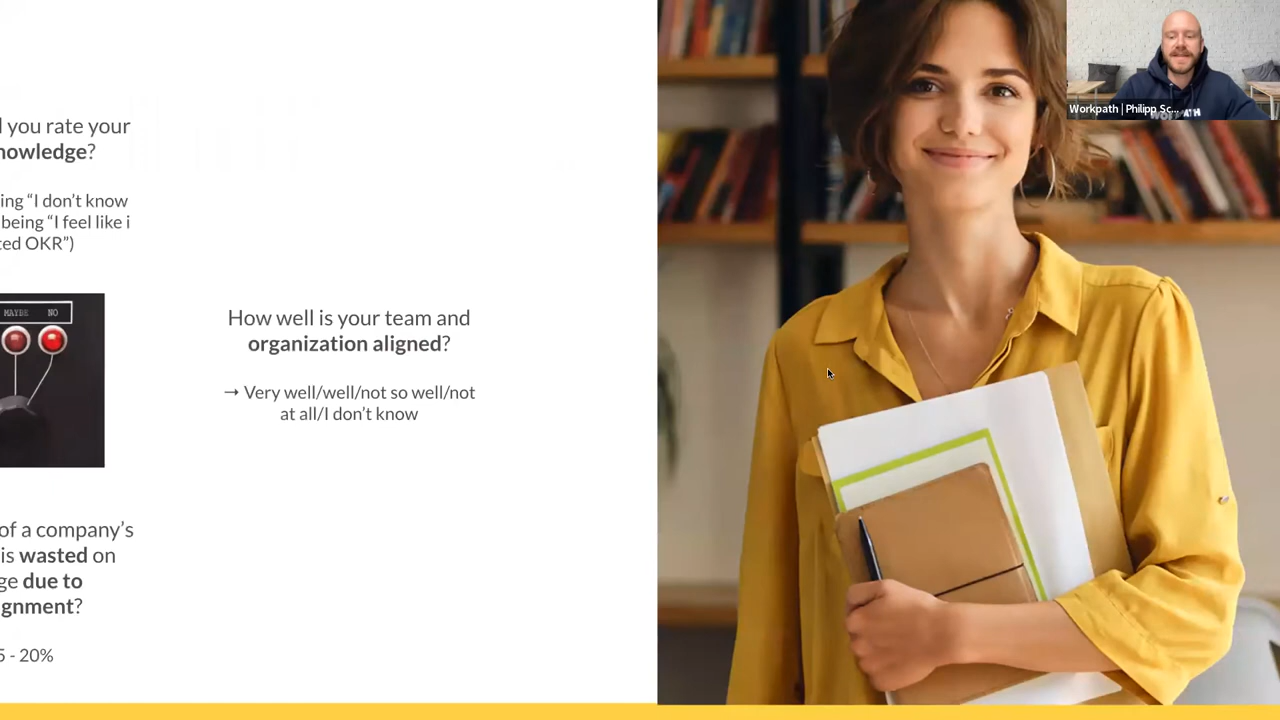 you rate your
nowledge?
ing “I don’t know
being “I feel like i
ted OKR”)
MAYBE NO
How well is your team and
organization aligned?
→ Very well/well/not so well/not
at all/I don’t know
of a company’s
is wasted on
ge due to
gnment?
5 - 20%
Workpath | Philipp Sc...